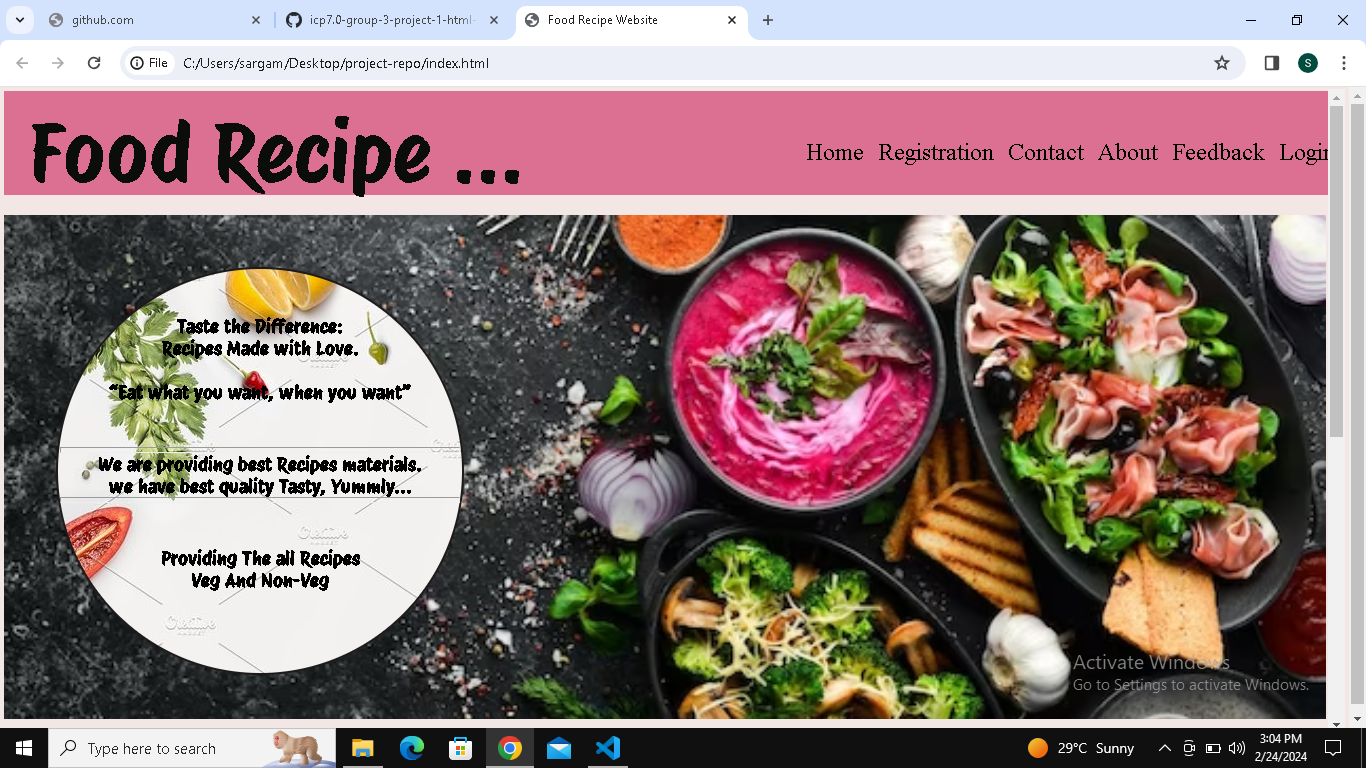 github.com
icp7.0-group-3-project-1-html-
Food Recipe Website
File
C:/Users/sargam/Desktop/project-repo/index.html
S
Food Recipe ...
Home Registration Contact About Feedback Login
Taste the Difference:
Recipes Made with Love.
“Eat what you want, when you want”
We are providing best Recipes materials.
we have best quality Tasty, Yummly...
Providing The all Recipes
Veg And Non-Veg
Creative
MARKET
Activate Windows
Go to Settings to activate Windows.
Type here to search
29°C Sunny
3:04 PM
2/24/2024